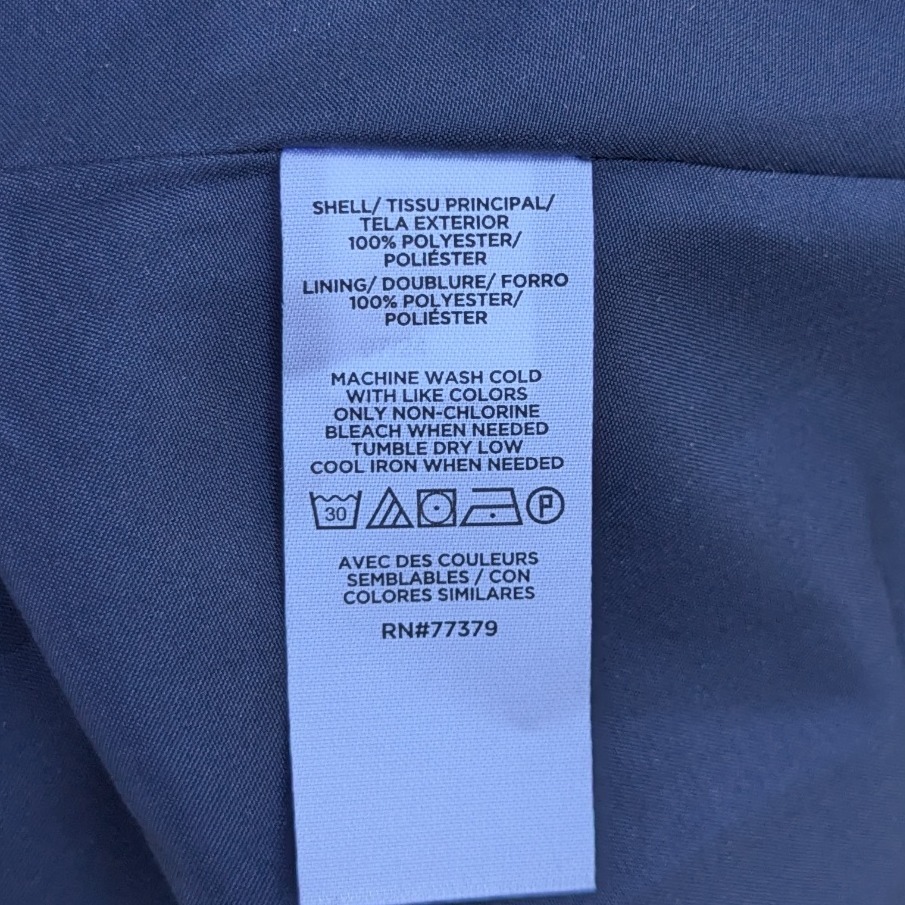 SHELL/ TISSU PRINCIPAL/
TELA EXTERIOR
100% POLYESTER/
POLIÉSTER
LINING/ DOUBLURE/ FORRO
100% POLYESTER/
POLIÉSTER
MACHINE WASH COLD
WITH LIKE COLORS
ONLY NON-CHLORINE
BLEACH WHEN NEEDED
TUMBLE DRY LOW
COOL IRON WHEN NEEDED
30 P
AVEC DES COULEURS
SEMBLABLES / CON
COLORES SIMILARES
RN#77379